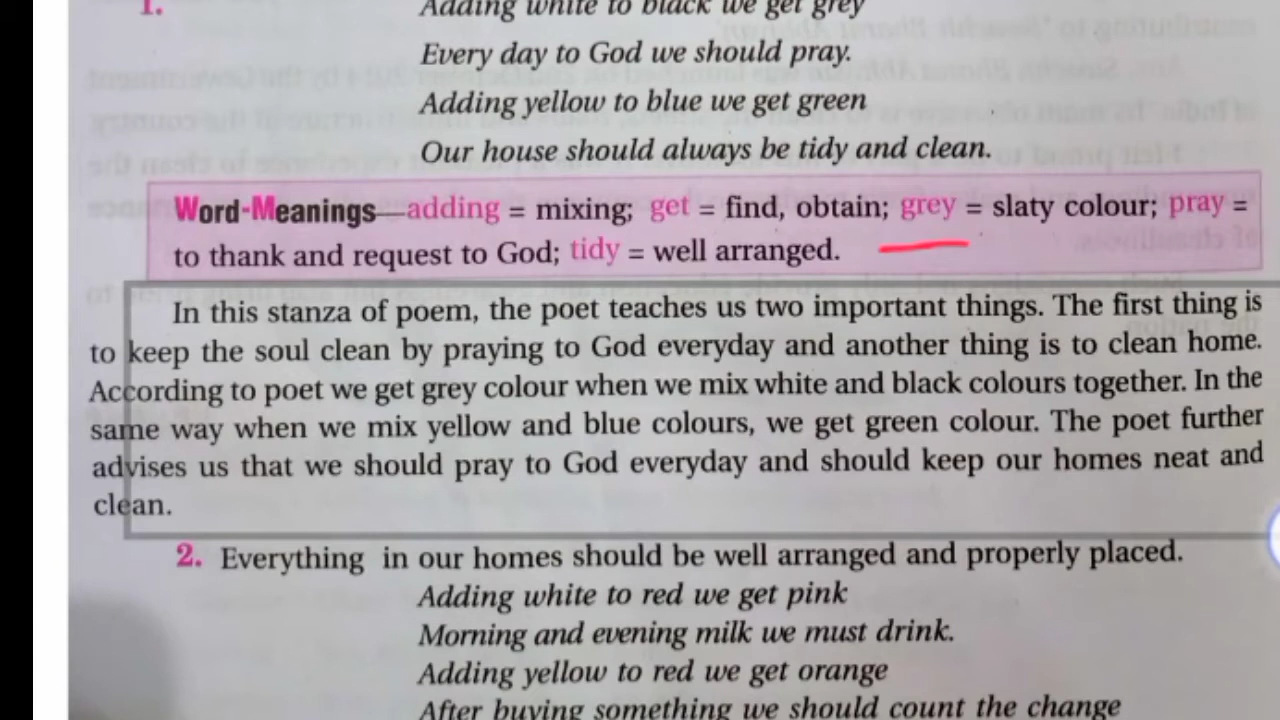 1. Adding white to black we get grey
Every day to God we should pray.
Adding yellow to blue we get green
Our house should always be tidy and clean.
Word-Meanings—adding = mixing; get = find, obtain; grey = slaty colour; pray =
to thank and request to God; tidy = well arranged.
In this stanza of poem, the poet teaches us two important things. The first thing is
to keep the soul clean by praying to God everyday and another thing is to clean home.
According to poet we get grey colour when we mix white and black colours together. In the
same way when we mix yellow and blue colours, we get green colour. The poet further
advises us that we should pray to God everyday and should keep our homes neat and
clean.
2. Everything in our homes should be well arranged and properly placed.
Adding white to red we get pink
Morning and evening milk we must drink.
Adding yellow to red we get orange
After buying something we should count the change